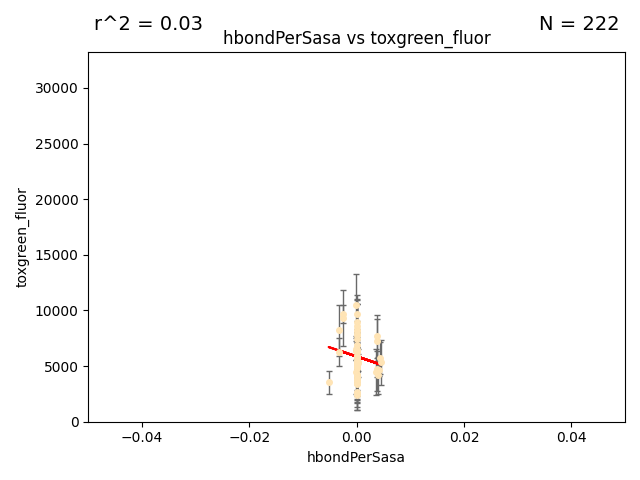 r^2 = 0.03
N = 222
hbondPerSasa vs toxgreen_fluor
30000
25000
20000
15000
10000
5000
0
toxgreen_fluor
−0.04
−0.02
0.00
0.02
0.04
hbondPerSasa